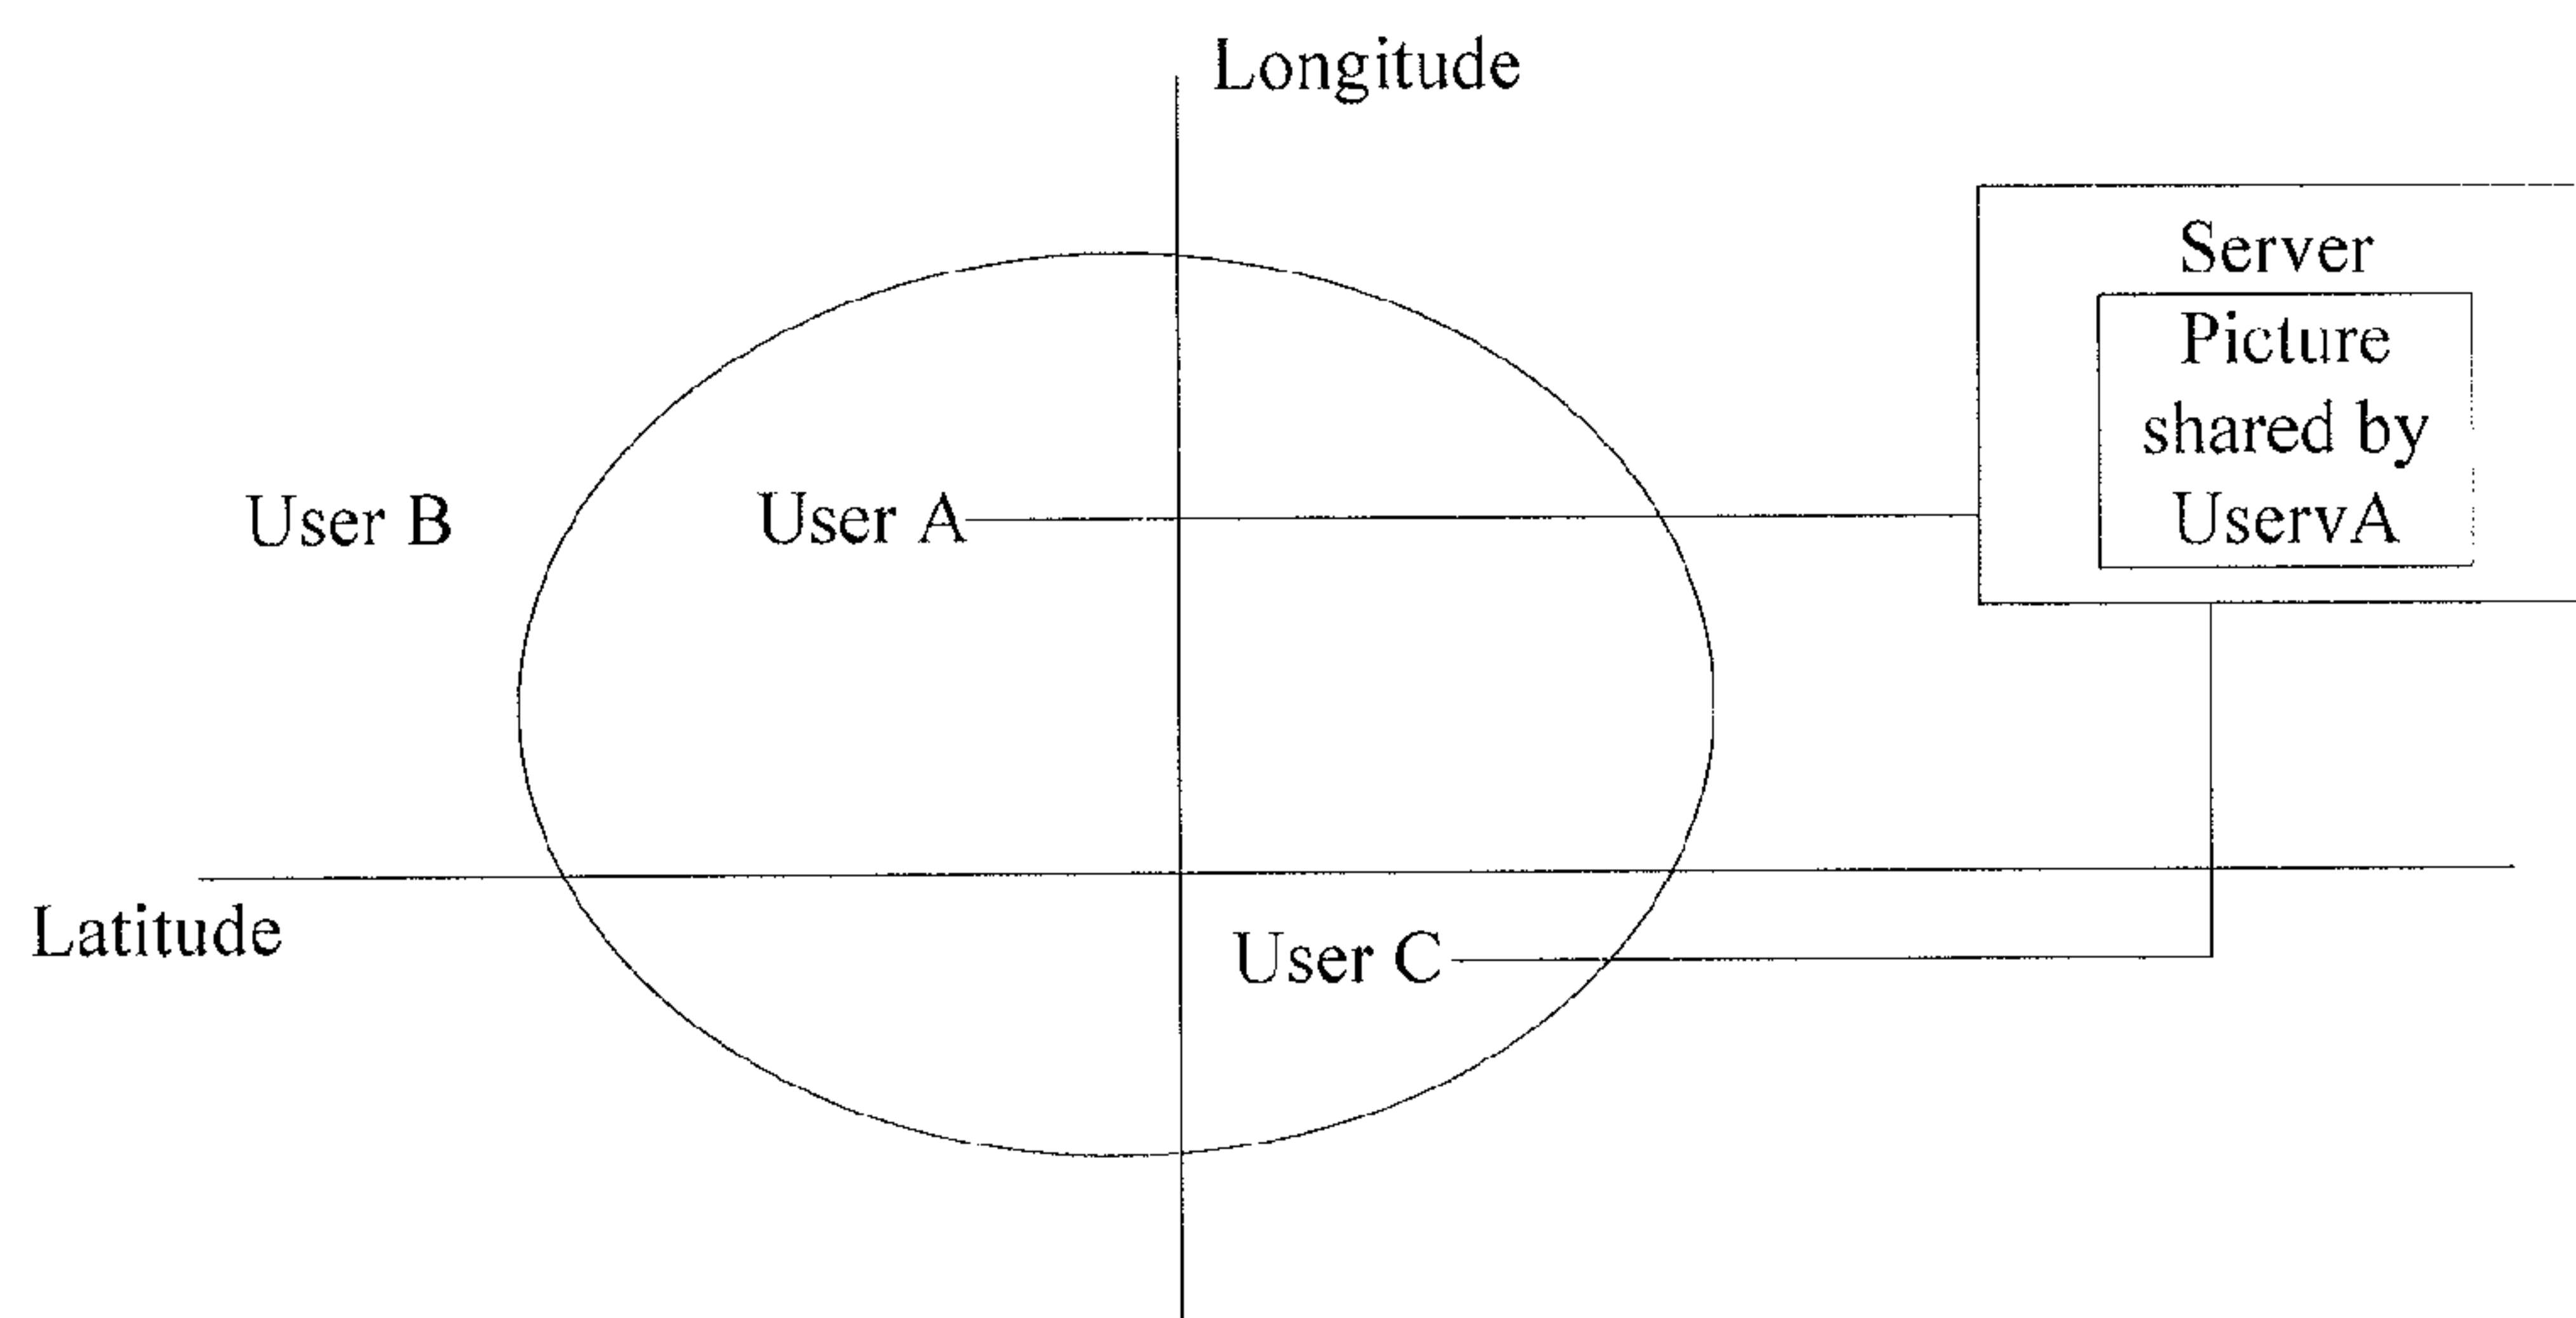 Longitude
Server
Picture
shared by
UservA
User B
User A
Latitude
User C